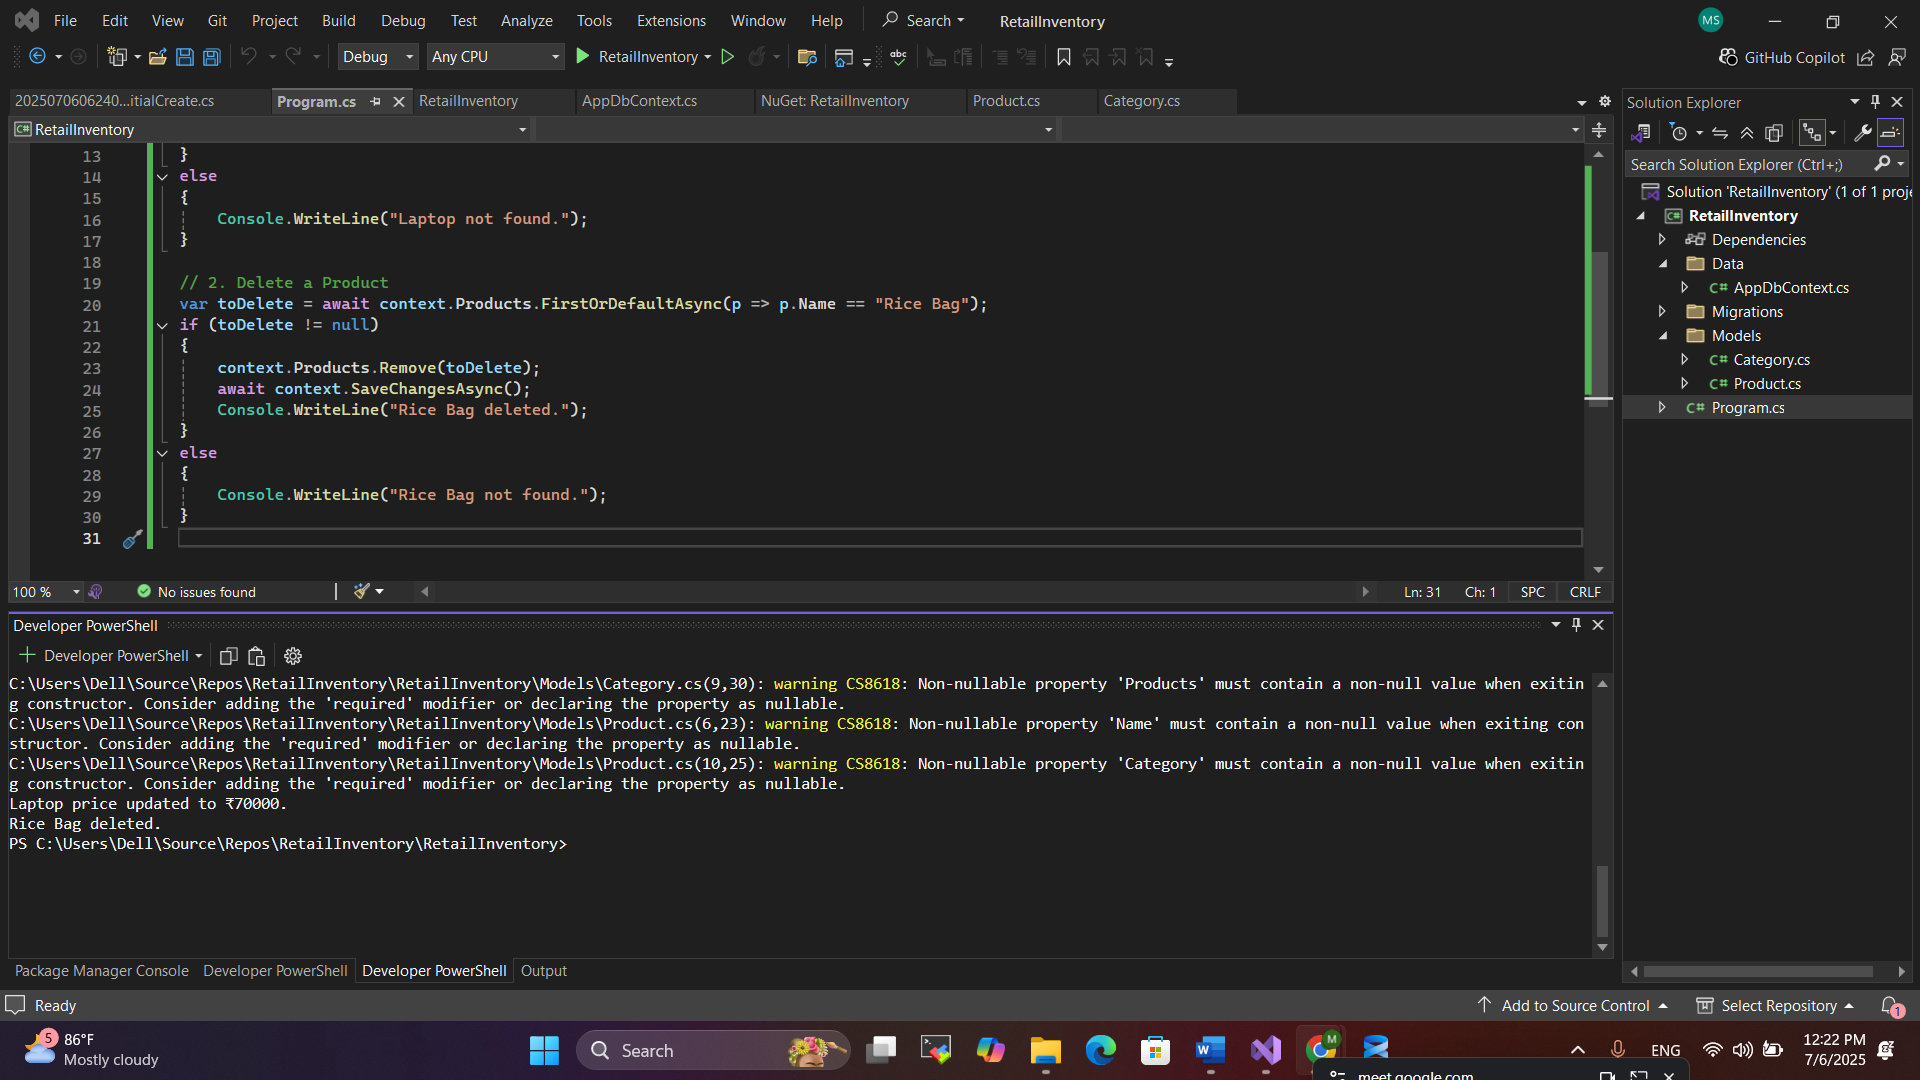 File Edit View Git Project Build Debug Test Analyze Tools Extensions Window Help Search RetailInventory MS
Debug Any CPU RetailInventory GitHub Copilot
2025070606240...itialCreate.cs Program.cs RetailInventory AppDbContext.cs NuGet: RetailInventory Product.cs Category.cs
C# RetailInventory
13 }
14 else
15 {
16 Console.WriteLine("Laptop not found.");
17 }
18
19 // 2. Delete a Product
20 var toDelete = await context.Products.FirstOrDefaultAsync(p => p.Name == "Rice Bag");
21 if (toDelete != null)
22 {
23 context.Products.Remove(toDelete);
24 await context.SaveChangesAsync();
25 Console.WriteLine("Rice Bag deleted.");
26 }
27 else
28 {
29 Console.WriteLine("Rice Bag not found.");
30 }
31
100 % No issues found Ln: 31 Ch: 1 SPC CRLF
Developer PowerShell
Developer PowerShell
C:\Users\Dell\Source\Repos\RetailInventory\RetailInventory\Models\Category.cs(9,30): warning CS8618: Non-nullable property 'Products' must contain a non-null value when exitin
g constructor. Consider adding the 'required' modifier or declaring the property as nullable.
C:\Users\Dell\Source\Repos\RetailInventory\RetailInventory\Models\Product.cs(6,23): warning CS8618: Non-nullable property 'Name' must contain a non-null value when exiting con
structor. Consider adding the 'required' modifier or declaring the property as nullable.
C:\Users\Dell\Source\Repos\RetailInventory\RetailInventory\Models\Product.cs(10,25): warning CS8618: Non-nullable property 'Category' must contain a non-null value when exitin
g constructor. Consider adding the 'required' modifier or declaring the property as nullable.
Laptop price updated to ₹70000.
Rice Bag deleted.
PS C:\Users\Dell\Source\Repos\RetailInventory\RetailInventory>
Package Manager Console Developer PowerShell Developer PowerShell Output
Solution Explorer
Search Solution Explorer (Ctrl+;)
Solution 'RetailInventory' (1 of 1 proje
C# RetailInventory
Dependencies
Data
C# AppDbContext.cs
Migrations
Models
C# Category.cs
C# Product.cs
C# Program.cs
Ready Add to Source Control Select Repository 1
5 86°F
Mostly cloudy
Search
ENG
12:22 PM
7/6/2025
meet.google.com